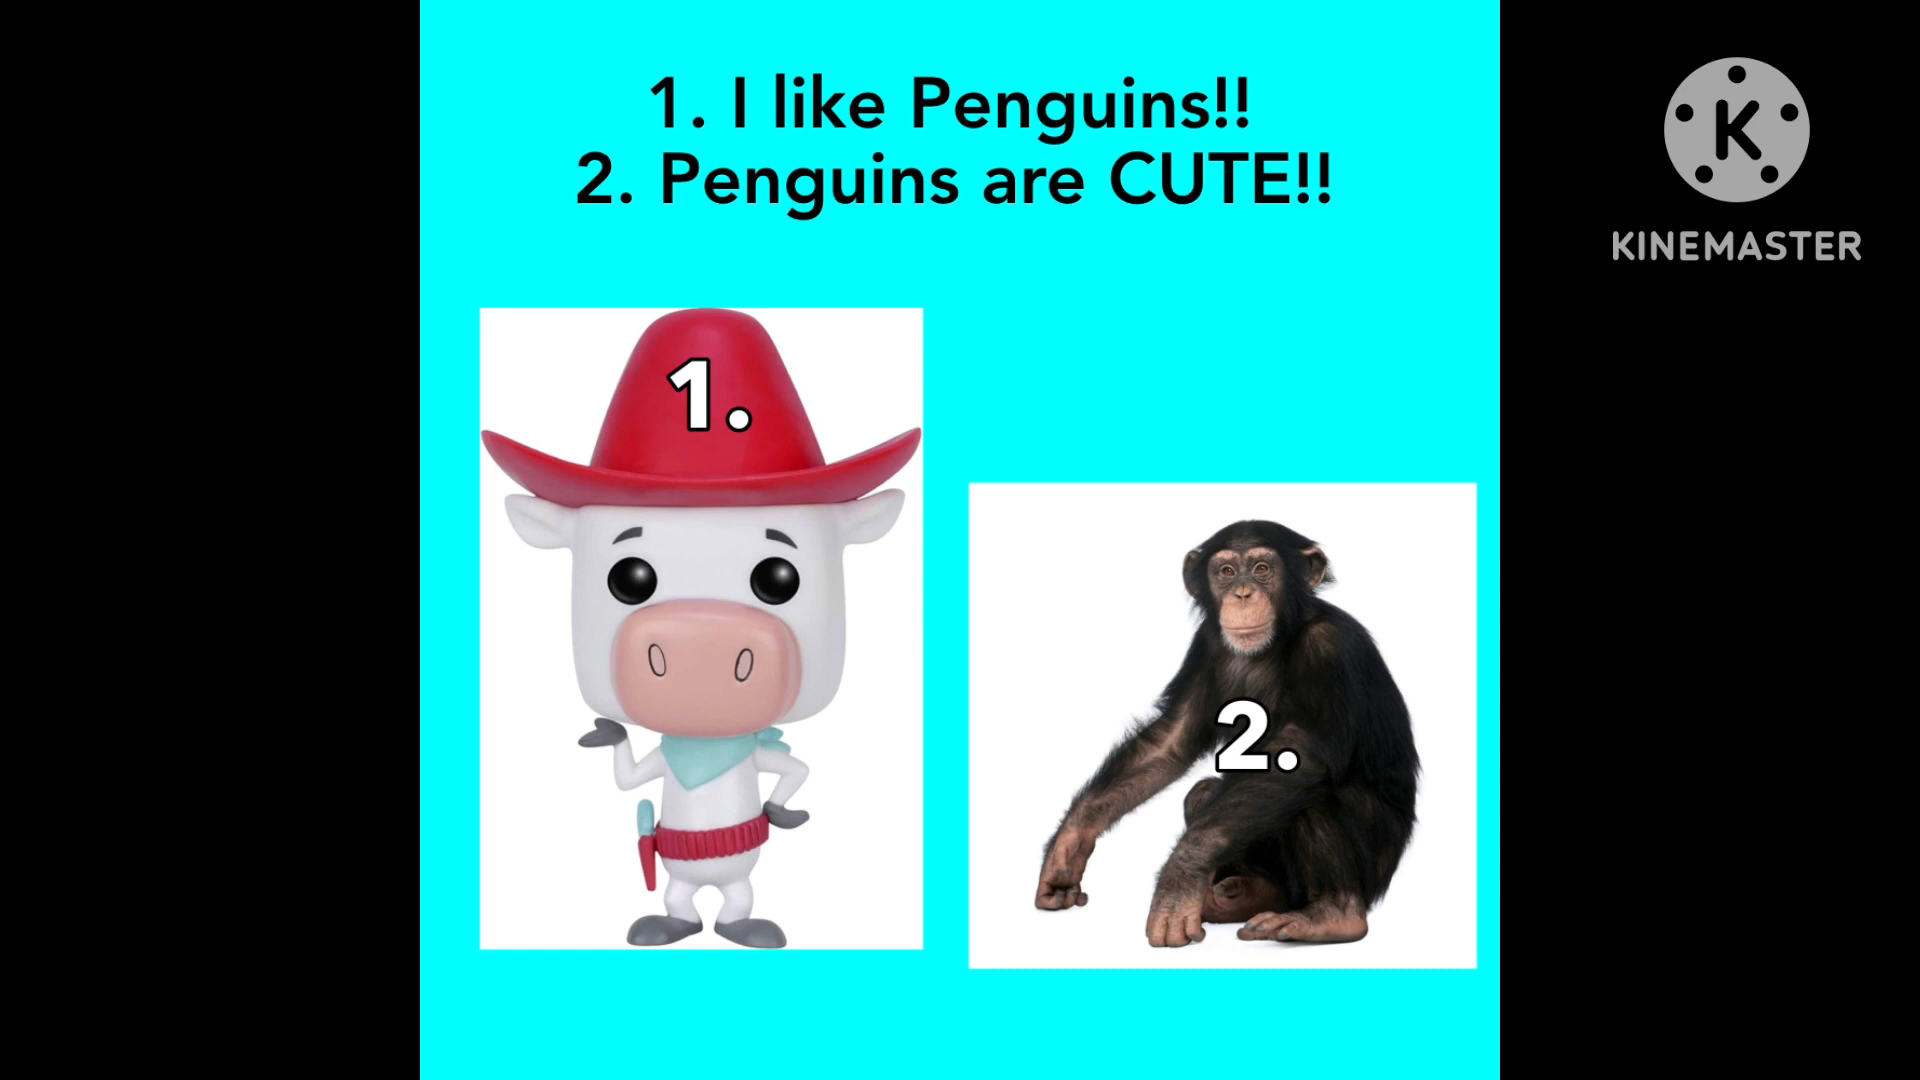 1. I like Penguins!!
2. Penguins are CUTE!!
K
KINEMASTER
1.
2.